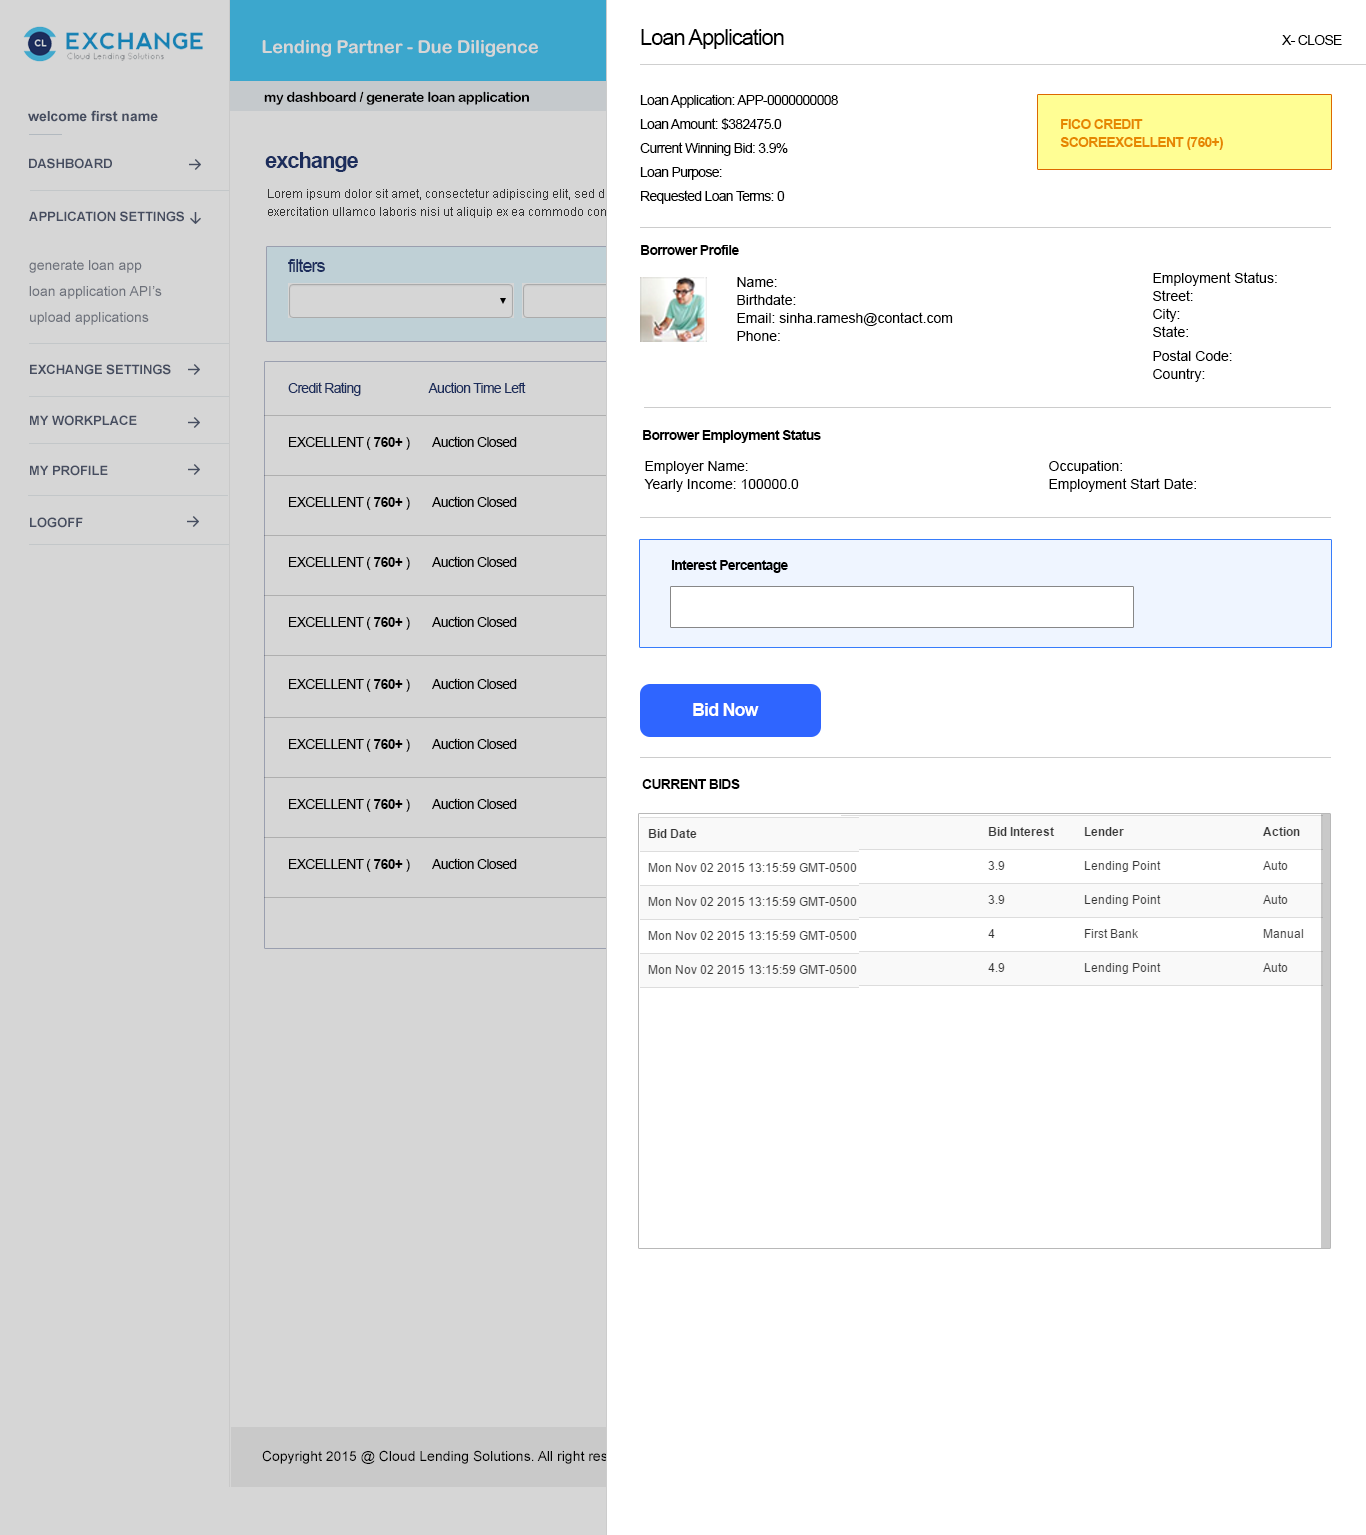 CL EXCHANGE
Cloud Lending Solutions
welcome first name
DASHBOARD
APPLICATION SETTINGS
generate loan app
loan application API's
upload applications
EXCHANGE SETTINGS
MY WORKPLACE
MY PROFILE
LOGOFF
Lending Partner - Due Diligence
my dashboard / generate loan application
exchange
Lorem ipsum dolor sit amet, consectetur adipiscing elit, sed d
exercitation ullamco laboris nisi ut aliquip ex ea commodo con
filters
Credit Rating Auction Time Left
EXCELLENT ( 760+ ) Auction Closed
EXCELLENT ( 760+ ) Auction Closed
EXCELLENT ( 760+ ) Auction Closed
EXCELLENT ( 760+ ) Auction Closed
EXCELLENT ( 760+ ) Auction Closed
EXCELLENT ( 760+ ) Auction Closed
EXCELLENT ( 760+ ) Auction Closed
EXCELLENT ( 760+ ) Auction Closed
Copyright 2015 @ Cloud Lending Solutions. All right res
Loan Application
X- CLOSE
Loan Application: APP-0000000008
Loan Amount: $382475.0
Current Winning Bid: 3.9%
Loan Purpose:
Requested Loan Terms: 0
FICO CREDIT
SCOREEXCELLENT (760+)
Borrower Profile
Name:
Birthdate:
Email: sinha.ramesh@contact.com
Phone:
Employment Status:
Street:
City:
State:
Postal Code:
Country:
Borrower Employment Status
Employer Name:
Yearly Income: 100000.0
Occupation:
Employment Start Date:
Interest Percentage
Bid Now
CURRENT BIDS
Bid Date Bid Interest Lender Action
Mon Nov 02 2015 13:15:59 GMT-0500 3.9 Lending Point Auto
Mon Nov 02 2015 13:15:59 GMT-0500 3.9 Lending Point Auto
Mon Nov 02 2015 13:15:59 GMT-0500 4 First Bank Manual
Mon Nov 02 2015 13:15:59 GMT-0500 4.9 Lending Point Auto